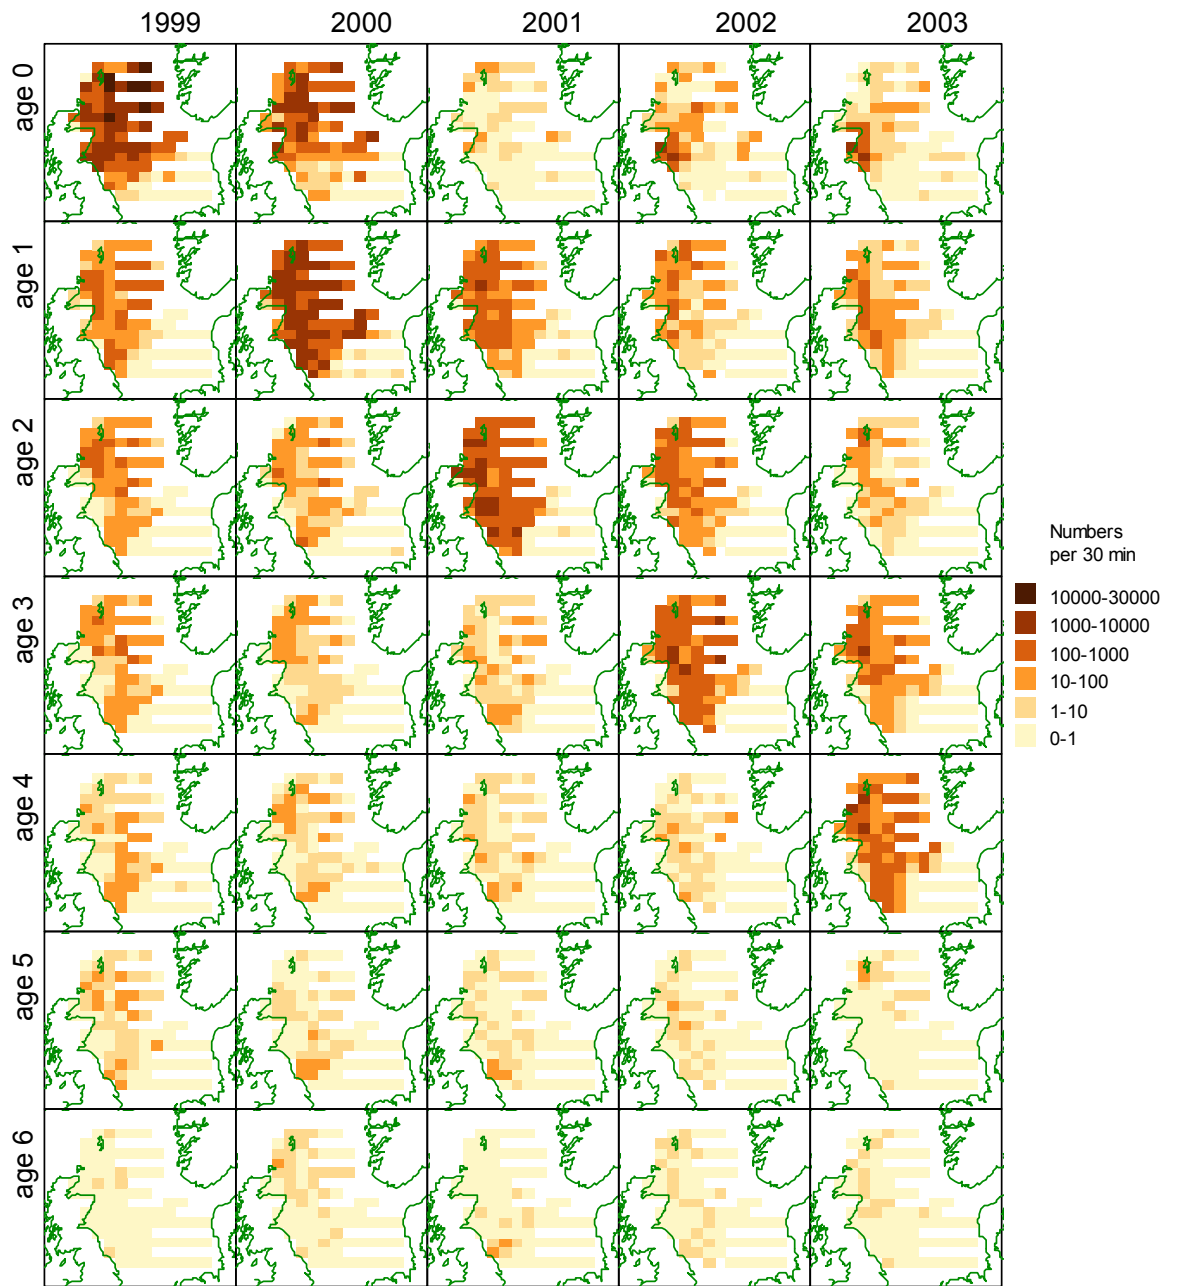 1999 2000 2001 2002 2003
age 0
age 1
age 2
age 3
age 4
age 5
age 6
Numbers
per 30 min
10000-30000
1000-10000
100-1000
10-100
1-10
0-1